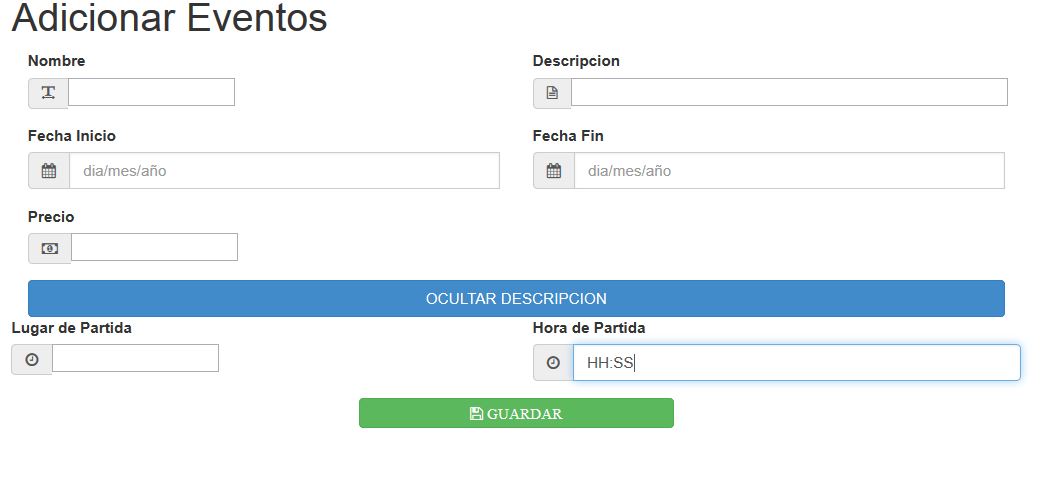 Adicionar Eventos
Nombre
Descripcion
Fecha Inicio
Fecha Fin
dia/mes/año
dia/mes/año
Precio
OCULTAR DESCRIPCION
Lugar de Partida
Hora de Partida
HH:SS
GUARDAR